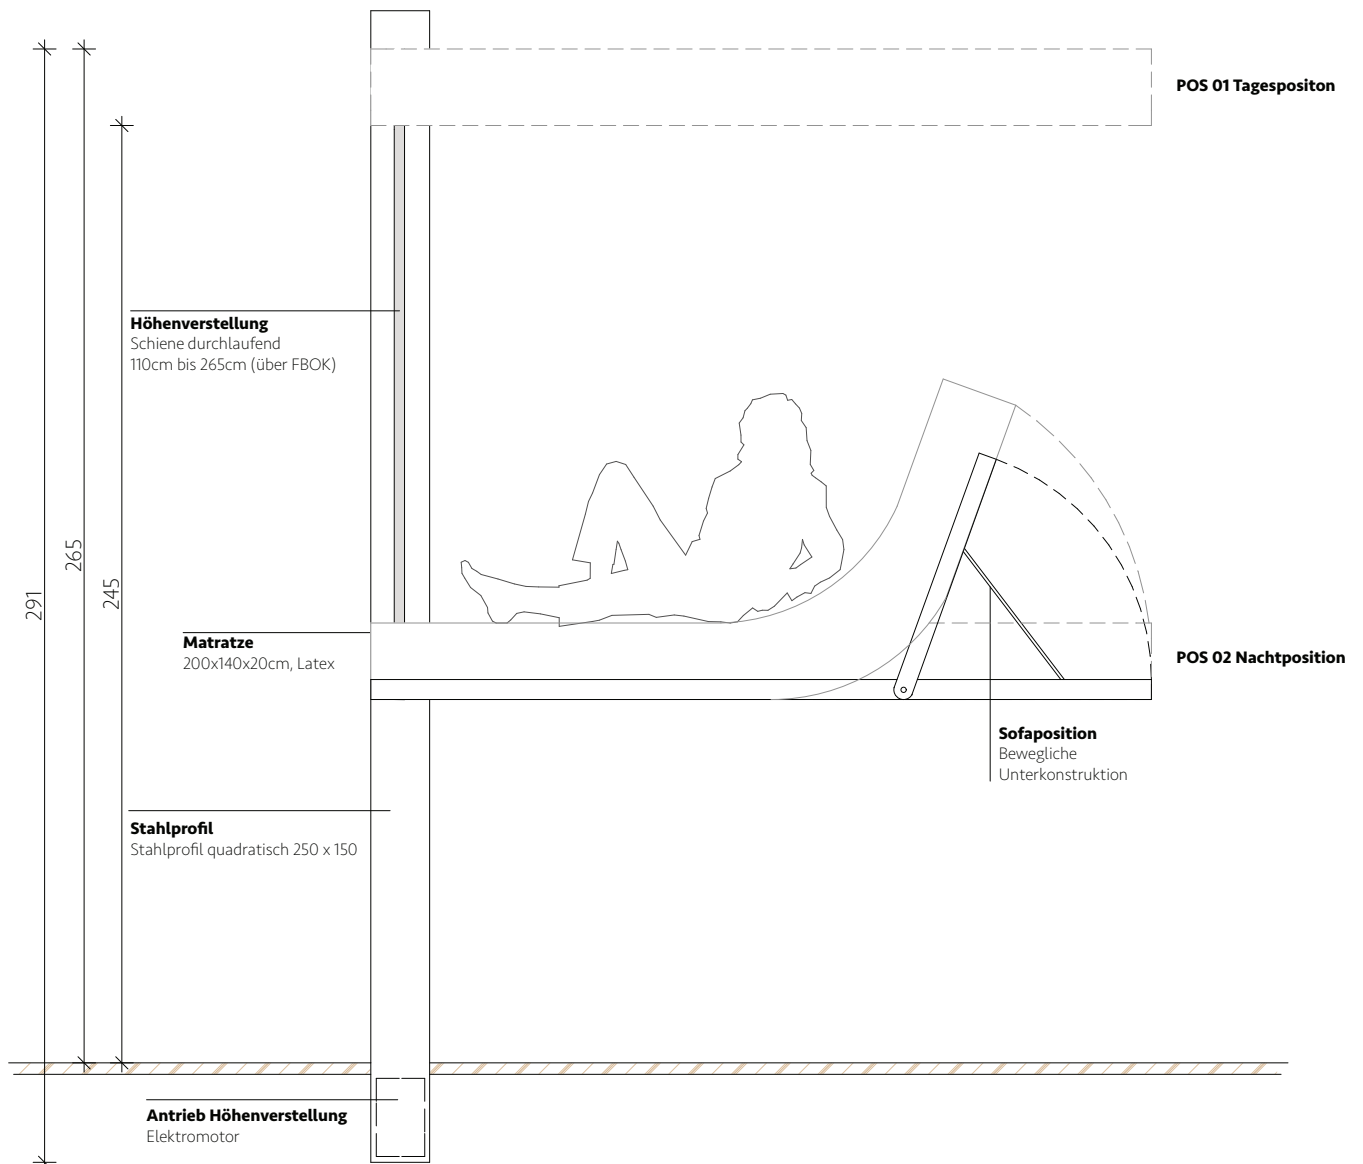 POS 01 Tagespositon
Höhenverstellung
Schiene durchlaufend
110cm bis 265cm (über FBOK)
291
265
245
Matratze
200x140x20cm, Latex
POS 02 Nachtposition
Sofaposition
Bewegliche
Unterkonstruktion
Stahlprofil
Stahlprofil quadratisch 250 x 150
Antrieb Höhenverstellung
Elektromotor